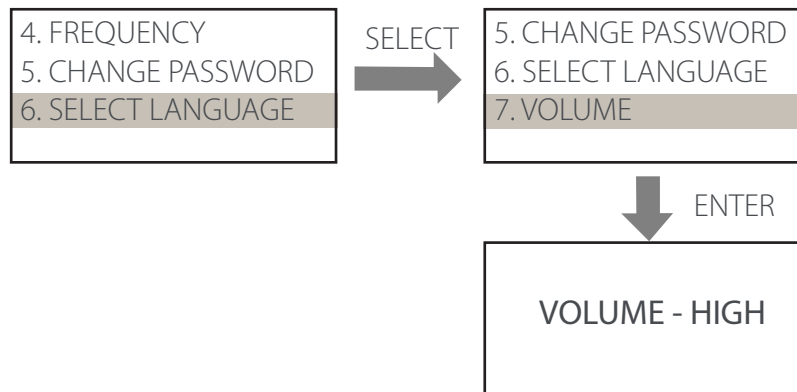 4. FREQUENCY
5. CHANGE PASSWORD
6. SELECT LANGUAGE
SELECT
5. CHANGE PASSWORD
6. SELECT LANGUAGE
7. VOLUME
ENTER
VOLUME - HIGH